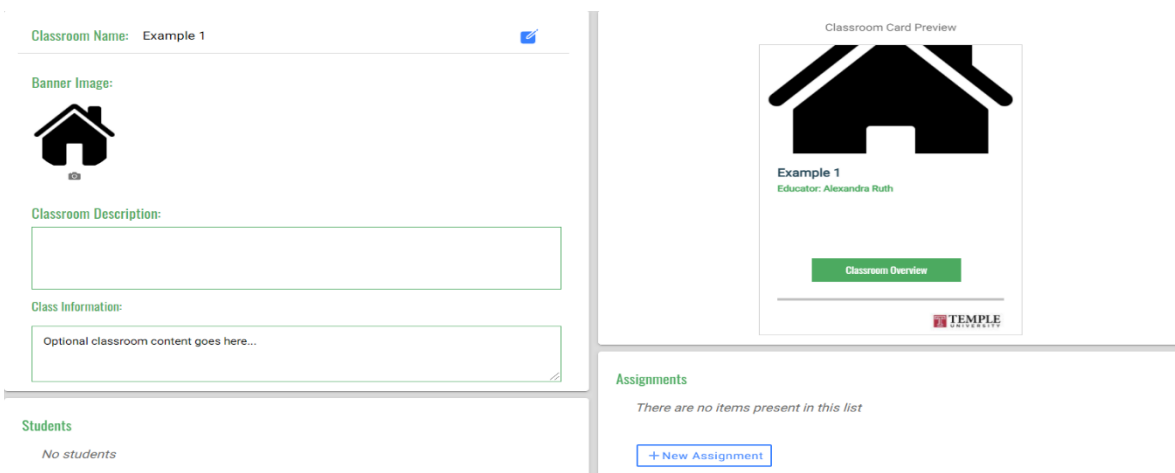 Classroom Name: Example 1
Banner Image:
Classroom Description:
Class Information:
Optional classroom content goes here...
Students
No students
Classroom Card Preview
Example 1
Educator: Alexandra Ruth
Classroom Overview
TEMPLE
UNIVERSITY
Assignments
There are no items present in this list
+ New Assignment